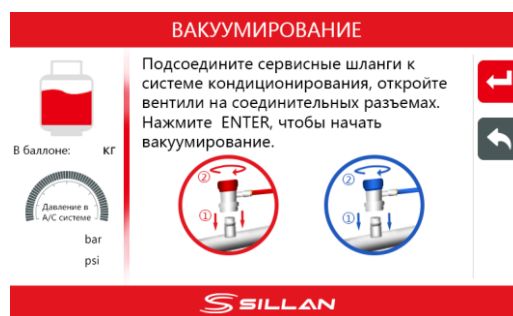 ВАКУУМИРОВАНИЕ
Подсоедините сервисные шланги к
системе кондиционирования, откройте
вентили на соединительных разъемах.
Нажмите ENTER, чтобы начать
вакуумирование.
В баллоне: кг
Давление в
A/C системе
bar
psi
② ①
② ①
SILLAN